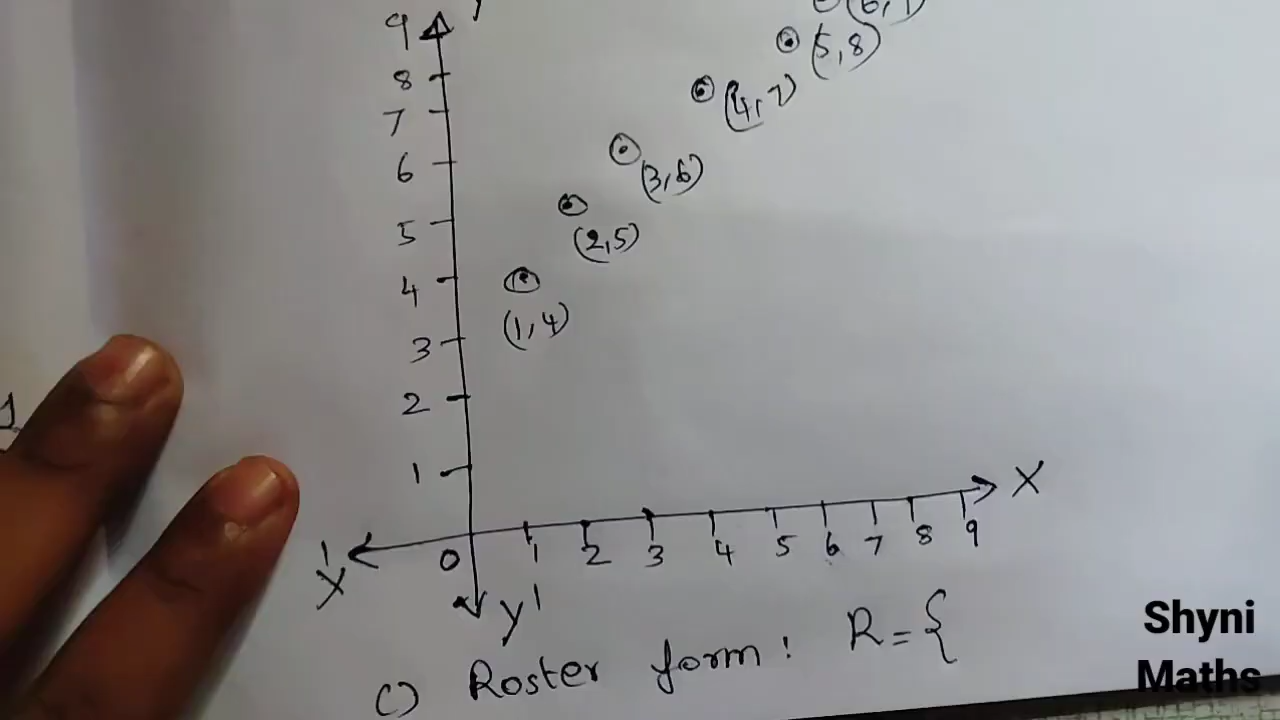 9
8
7
6
5
4
3
2
1
(5,8)
(4,7)
(3,6)
(2,5)
(1,4)
X
0 1 2 3 4 5 6 7 8 9
X'
y'
C) Roster form: R = {
Shyni
Maths